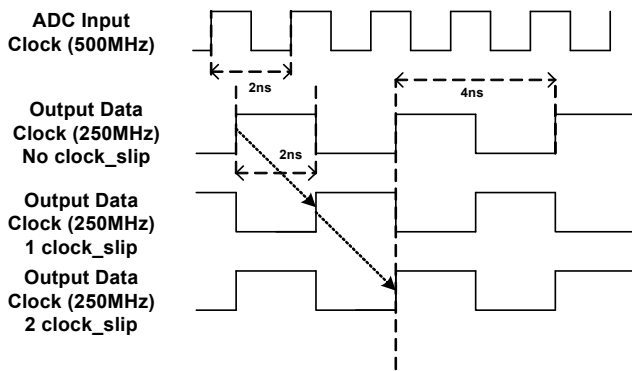 ADC Input
Clock (500MHz)
2ns
4ns
Output Data
Clock (250MHz)
No clock_slip
2ns
Output Data
Clock (250MHz)
1 clock_slip
Output Data
Clock (250MHz)
2 clock_slip